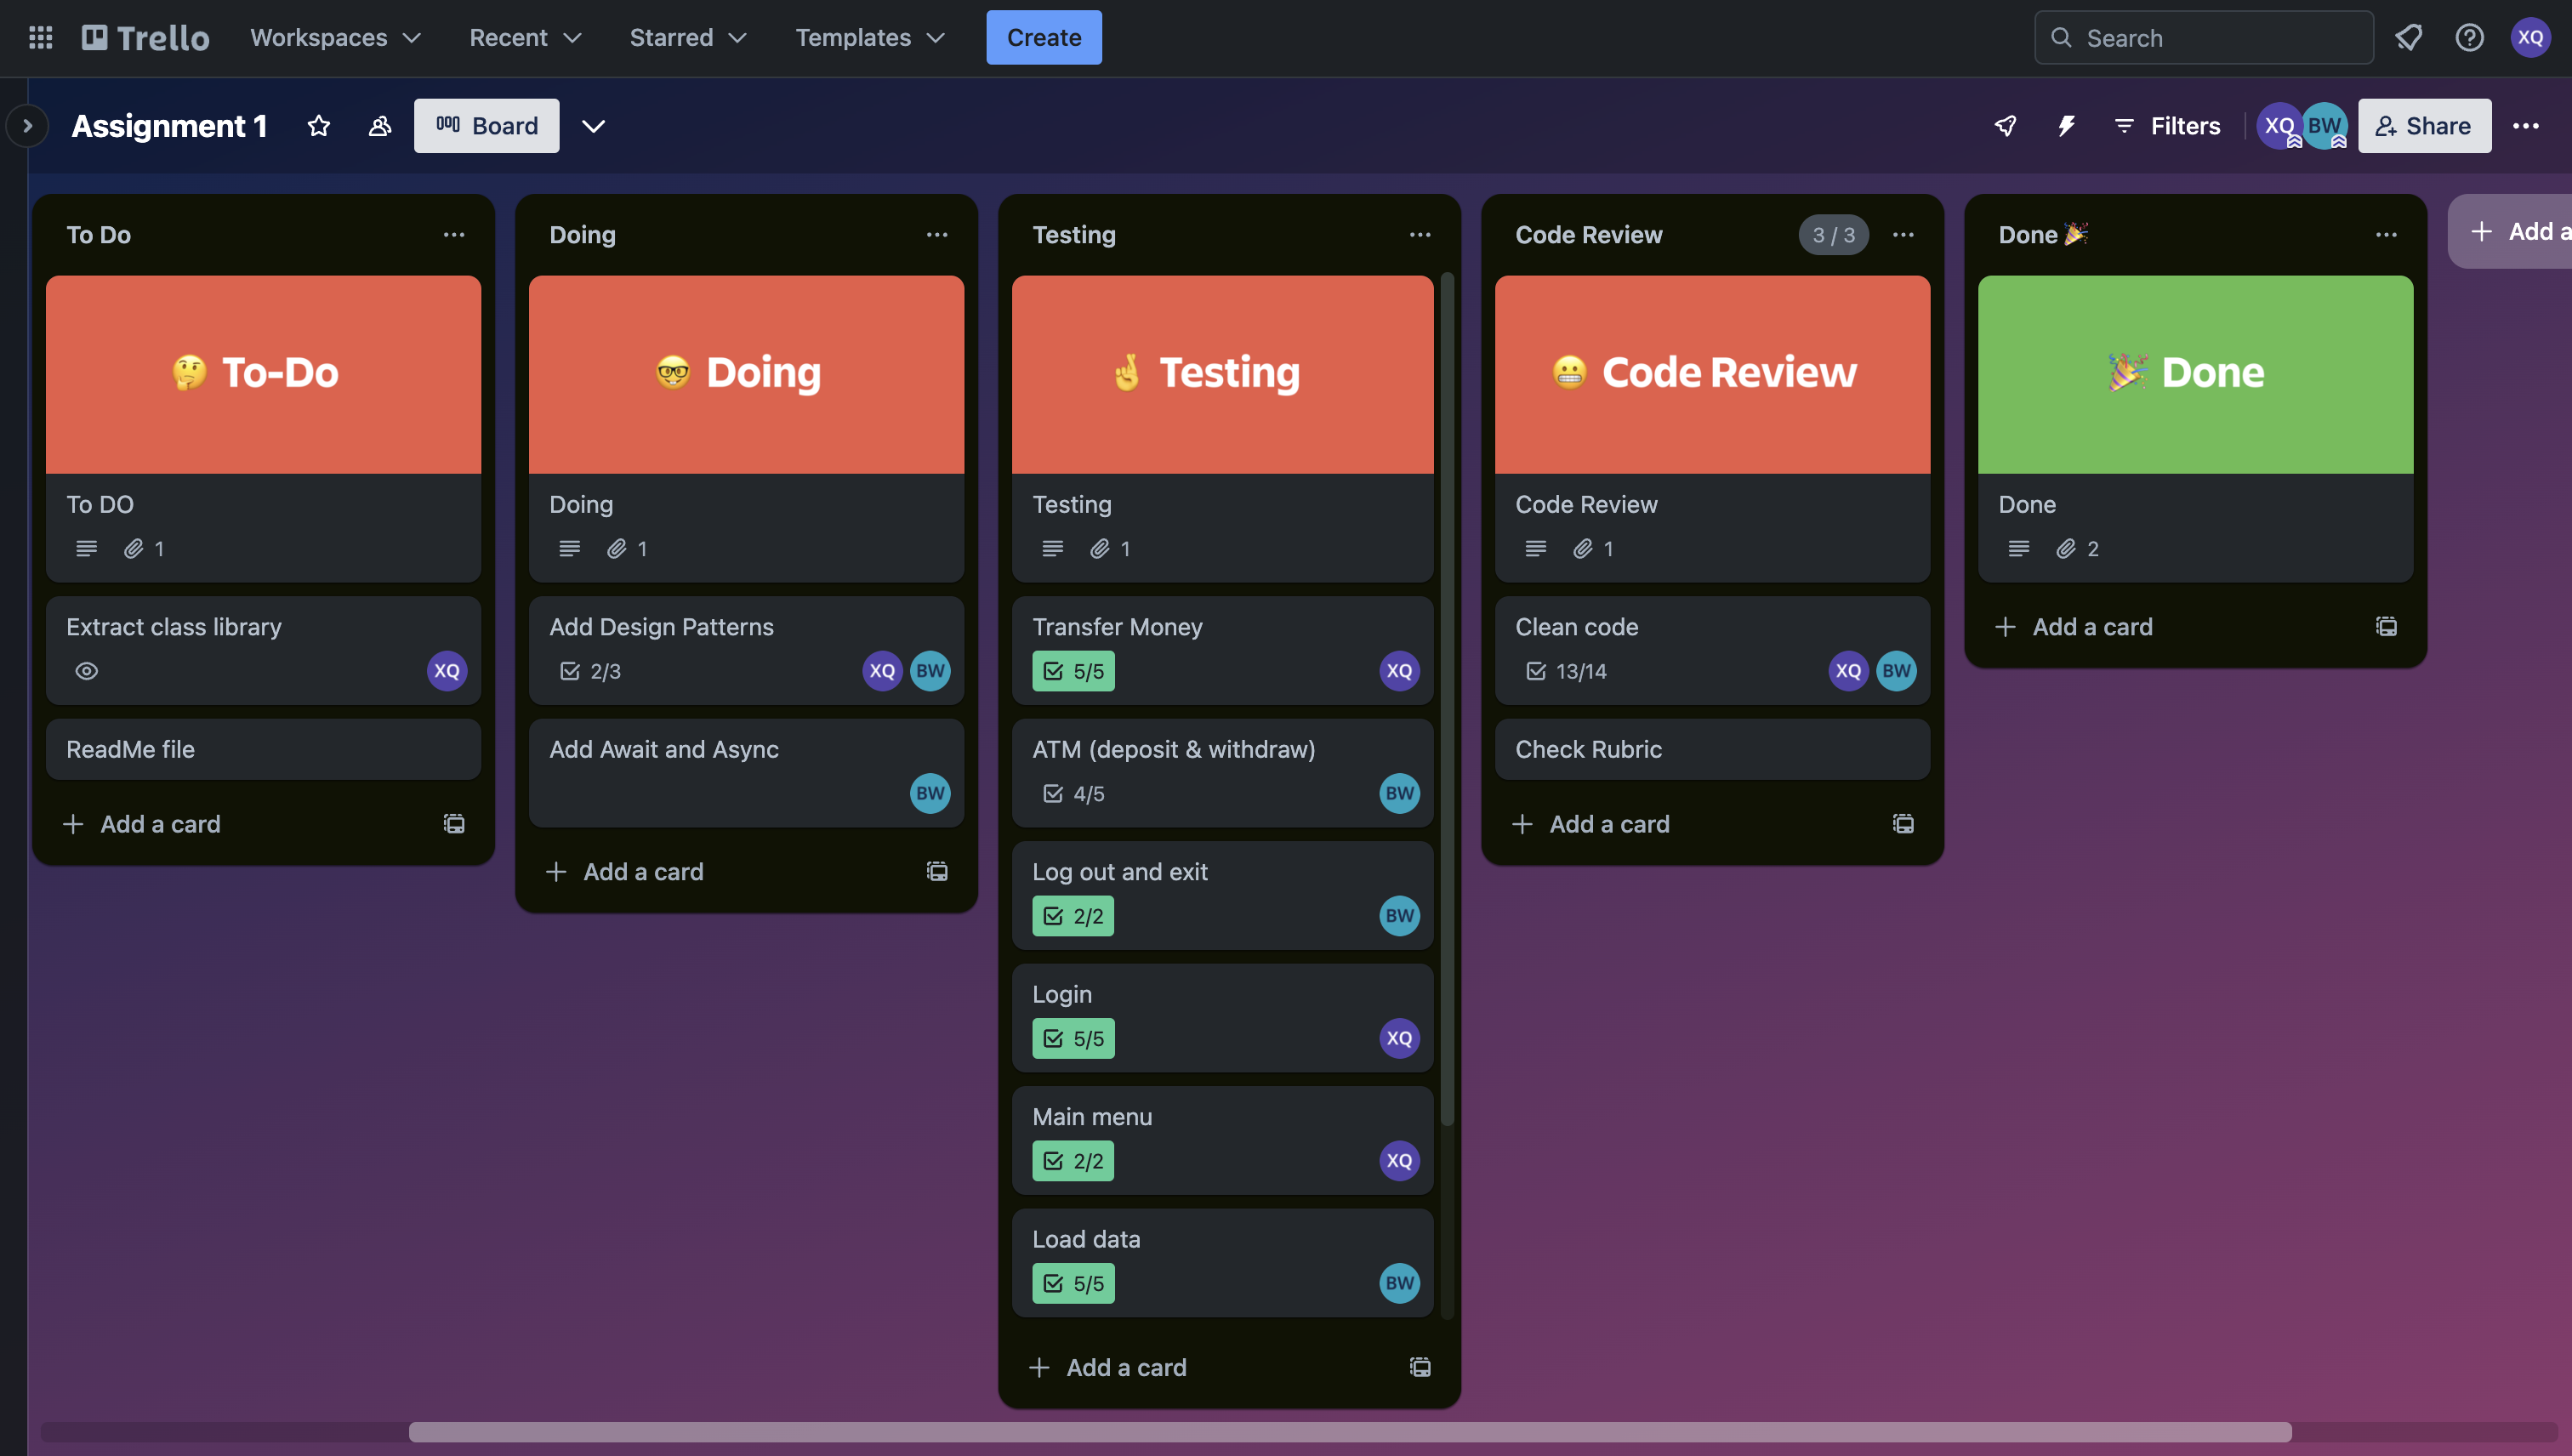 Trello Workspaces Recent Starred Templates Create Search XQ
Assignment 1 Board Filters XQ BW Share
To Do
To-Do
To DO
1
Extract class library
XQ
ReadMe file
Add a card
Doing
Doing
Doing
1
Add Design Patterns
2/3 XQ BW
Add Await and Async
BW
Add a card
Testing
Testing
Testing
1
Transfer Money
5/5 XQ
ATM (deposit & withdraw)
4/5 BW
Log out and exit
2/2 BW
Login
5/5 XQ
Main menu
2/2 XQ
Load data
5/5 BW
Add a card
Code Review 3 / 3
Code Review
Code Review
1
Clean code
13/14 XQ BW
Check Rubric
Add a card
Done 🎉
Done
Done
2
Add a card
Add a